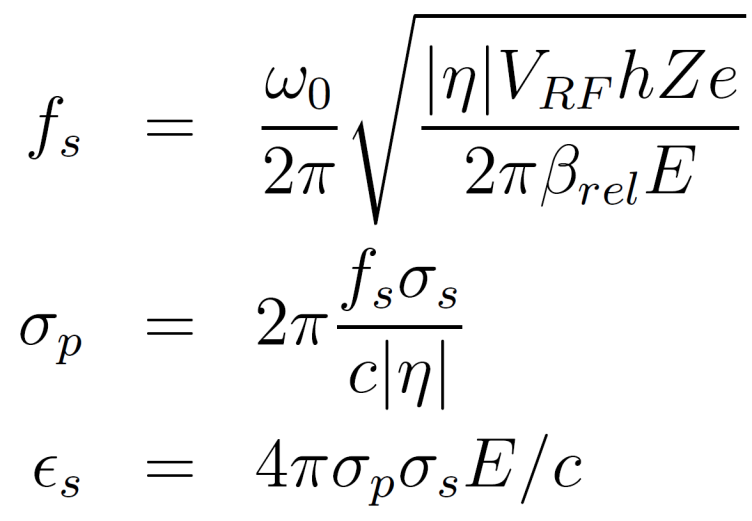 f_s = \frac{\omega_0}{2\pi} \sqrt{\frac{|\eta| V_{RF} h Z e}{2\pi \beta_{rel} E}}
\sigma_p = 2\pi \frac{f_s \sigma_s}{c|\eta|}
\epsilon_s = 4\pi \sigma_p \sigma_s E/c